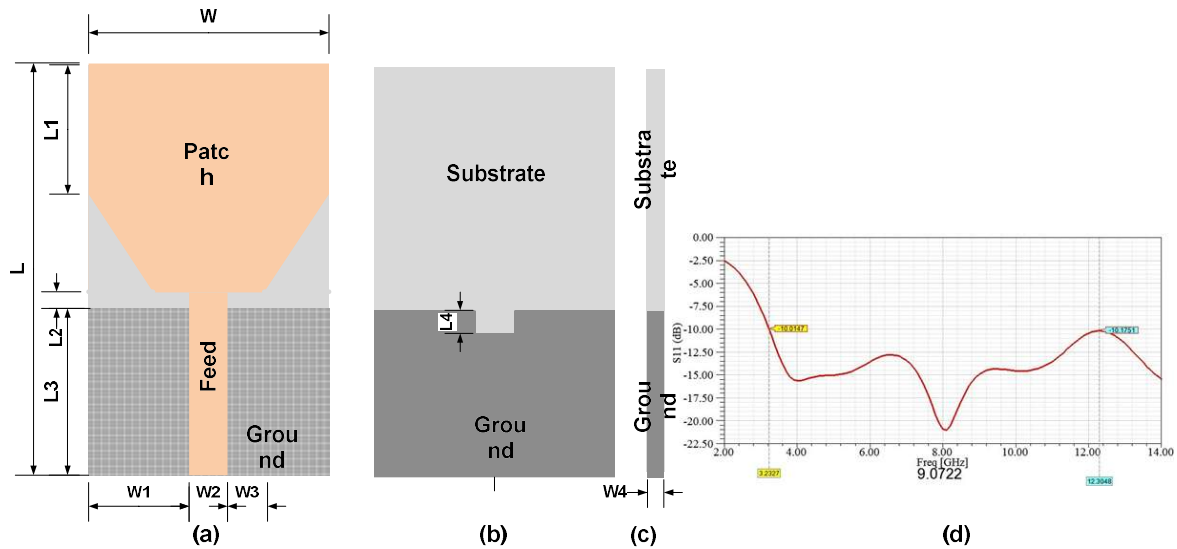 W
L
L1
L2
L3
Patc
h
Feed
Grou
nd
W1
W2
W3
(a)
Substrate
L4
Grou
nd
(b)
Substra
te
Grou
nd
W4
(c)
0.00
-2.50
-5.00
-7.50
-10.00
-12.50
-15.00
-17.50
-20.00
-22.50
S11 (dB)
-10.0147
-10.1751
2.00
4.00
6.00
8.00
10.00
12.00
14.00
Freq [GHz]
9.0722
3.2327
12.3048
(d)